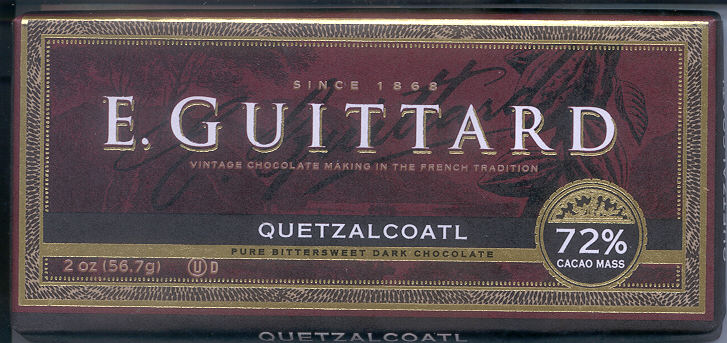 SINCE 1868
E. GUITTARD
VINTAGE CHOCOLATE MAKING IN THE FRENCH TRADITION
QUETZALCOATL
PURE BITTERSWEET DARK CHOCOLATE
72%
CACAO MASS
2 oz (56.7g) U D
QUETZALCOATL